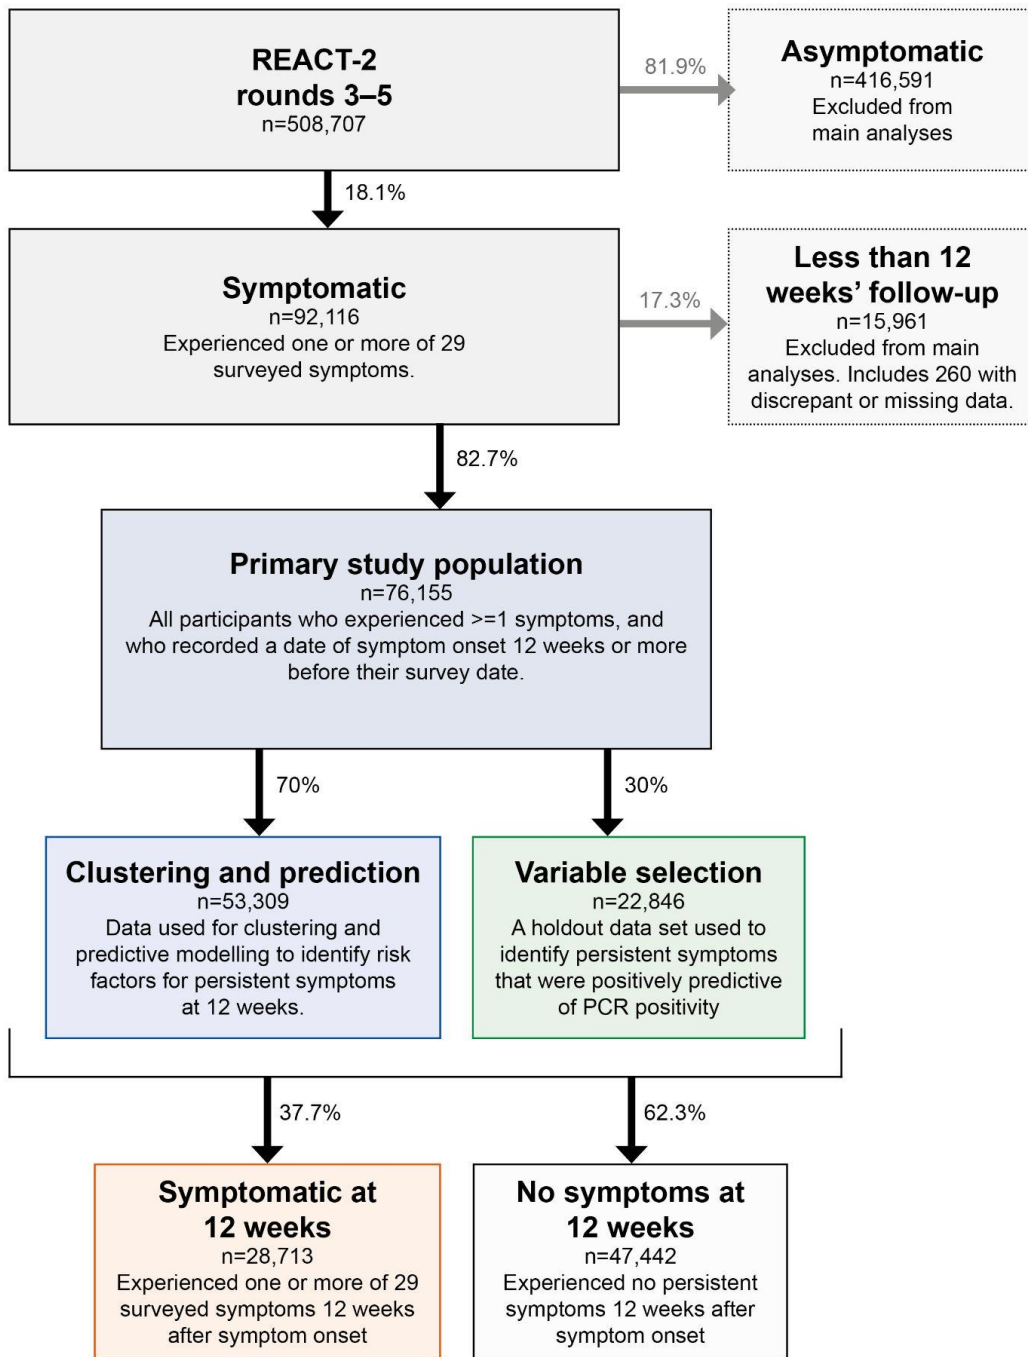 REACT-2
rounds 3–5
n=508,707
81.9%
Asymptomatic
n=416,591
Excluded from
main analyses
18.1%
Symptomatic
n=92,116
Experienced one or more of 29
surveyed symptoms.
17.3%
Less than 12
weeks’ follow-up
n=15,961
Excluded from main
analyses. Includes 260 with
discrepant or missing data.
82.7%
Primary study population
n=76,155
All participants who experienced >=1 symptoms, and
who recorded a date of symptom onset 12 weeks or more
before their survey date.
70%
30%
Clustering and prediction
n=53,309
Data used for clustering and
predictive modelling to identify risk
factors for persistent symptoms
at 12 weeks.
Variable selection
n=22,846
A holdout data set used to
identify persistent symptoms
that were positively predictive
of PCR positivity
37.7%
62.3%
Symptomatic at
12 weeks
n=28,713
Experienced one or more of 29
surveyed symptoms 12 weeks
after symptom onset
No symptoms at
12 weeks
n=47,442
Experienced no persistent
symptoms 12 weeks after
symptom onset